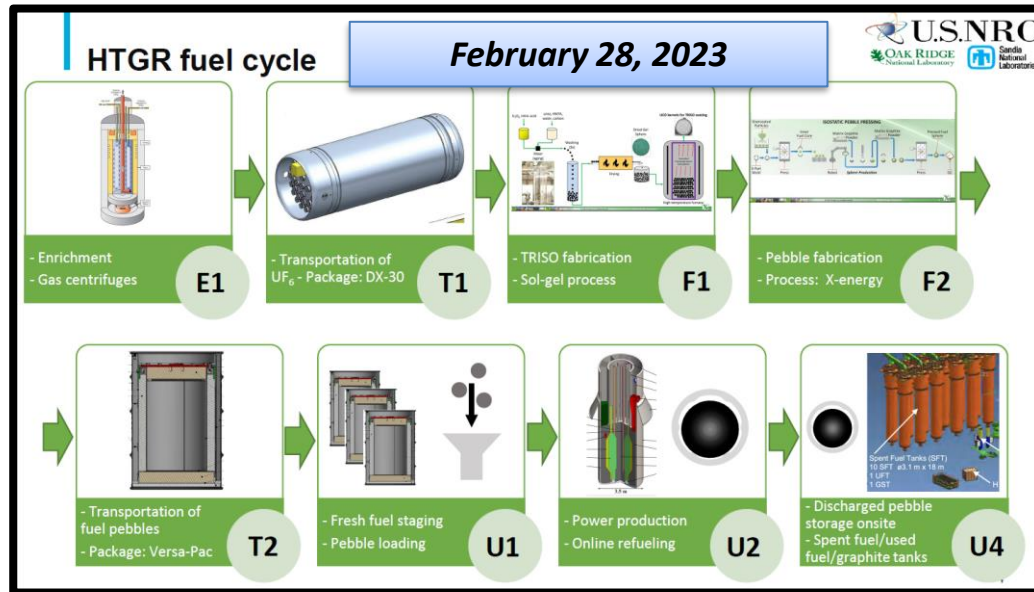 HTGR fuel cycle
February 28, 2023
U.S.NRC
OAK RIDGE
National Laboratory
Sandia
National
Laboratories
- Enrichment
- Gas centrifuges
E1
- Transportation of
UF6 - Package: DX-30
T1
- TRISO fabrication
- Sol-gel process
F1
ISOSTATIC PEBBLE PRESSING
- Pebble fabrication
- Process: X-energy
F2
- Transportation of
fuel pebbles
- Package: Versa-Pac
T2
- Fresh fuel staging
- Pebble loading
U1
- Power production
- Online refueling
U2
Spent Fuel Tanks (SFT)
10 SFT ø3.1 m x 18 m
1 UFT
1 GST
H
- Discharged pebble
storage onsite
- Spent fuel/used
fuel/graphite tanks
U4